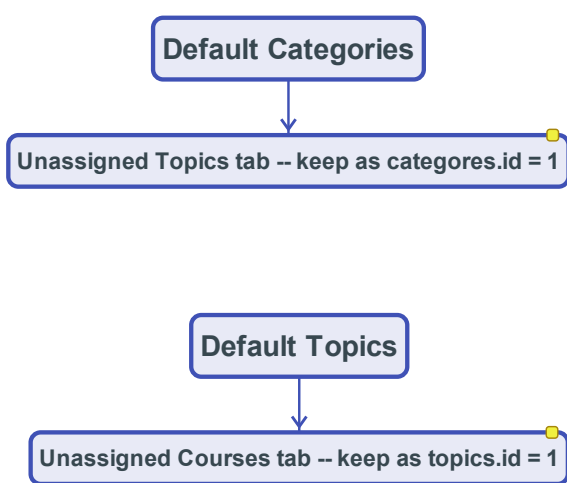 Default Categories
Unassigned Topics tab -- keep as categores.id = 1
Default Topics
Unassigned Courses tab -- keep as topics.id = 1